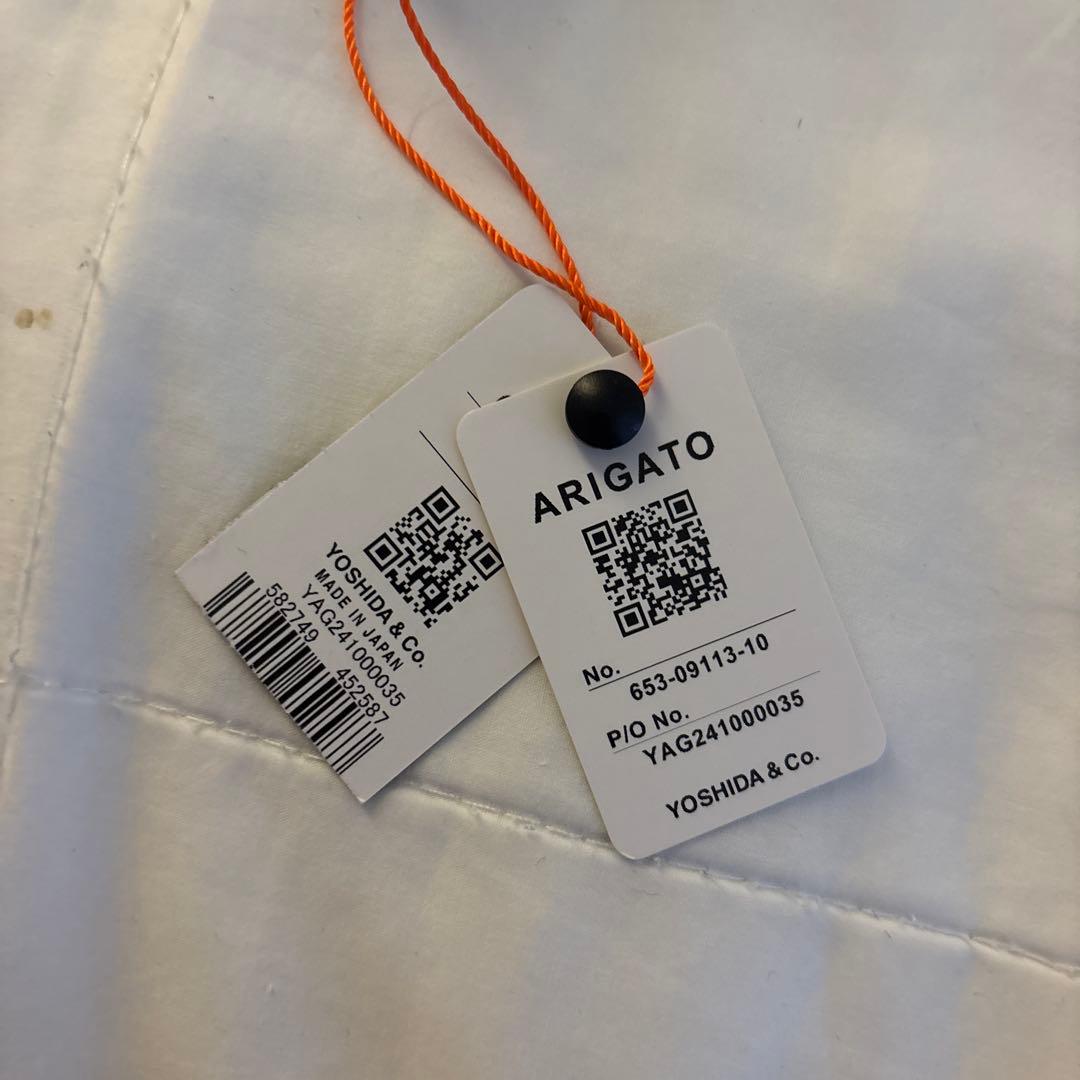 YOSHIDA & Co.
MADE IN JAPAN
YAG241000035
582749 452587
ARIGATO
No.
653-09113-10
P/O No.
YAG241000035
YOSHIDA & Co.